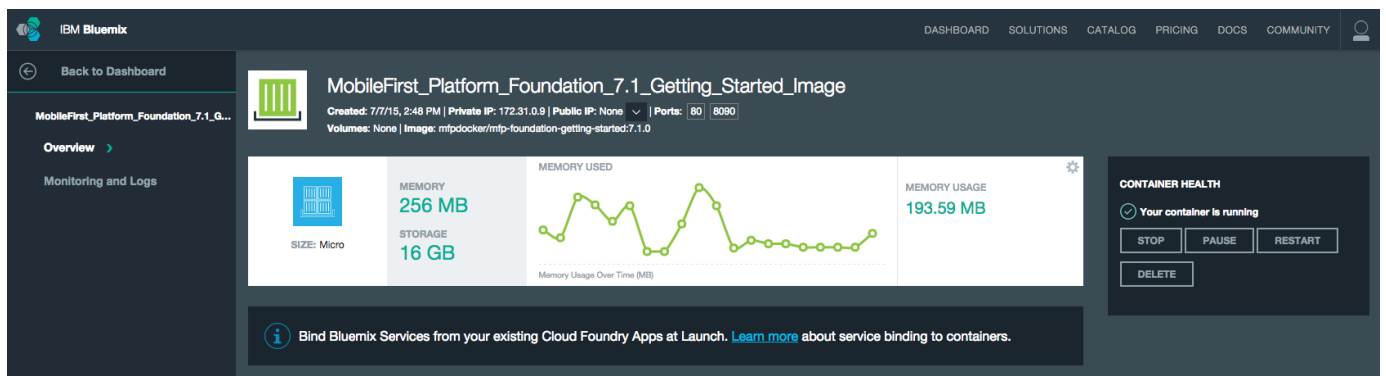 IBM Bluemix
DASHBOARD SOLUTIONS CATALOG PRICING DOCS COMMUNITY
Back to Dashboard
MobileFirst_Platform_Foundation_7.1_G...
Overview
Monitoring and Logs
MobileFirst_Platform_Foundation_7.1_Getting_Started_Image
Created: 7/7/15, 2:48 PM | Private IP: 172.31.0.9 | Public IP: None | Ports: 80 8090
Volumes: None | Image: mfpdocker/mfp-foundation-getting-started:7.1.0
SIZE: Micro
MEMORY
256 MB
STORAGE
16 GB
MEMORY USED
Memory Usage Over Time (MB)
MEMORY USAGE
193.59 MB
CONTAINER HEALTH
Your container is running
STOP PAUSE RESTART
DELETE
Bind Bluemix Services from your existing Cloud Foundry Apps at Launch. Learn more about service binding to containers.